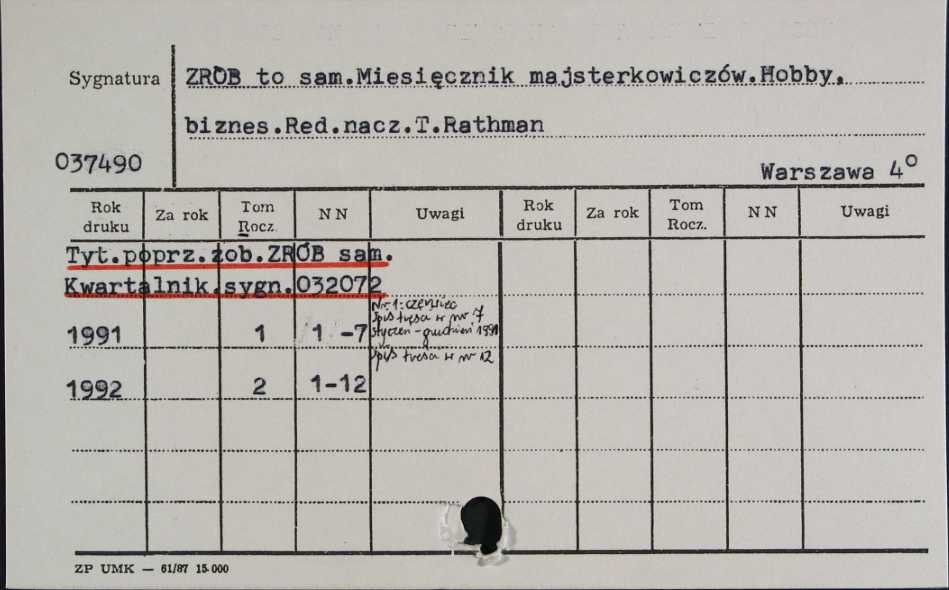 Sygnatura
ZRÓB to sam.Miesięcznik majsterkowiczów.Hobby,
biznes.Red.nacz.T.Rathman
037490
Warszawa 4°
Rok druku Za rok Tom Rocz. N N Uwagi Rok druku Za rok Tom Rocz. N N Uwagi
Tyt.poprz.zob.ZRÓB sam.
Kwartalnik.sygn.032072
Nr 1: czerwiec
Spis treści w nr 7
1991 1 1 -7 styczeń - grudzień 1991
Spis treści w nr 12
1992 2 1-12
ZP UMK — 61/87 15.000